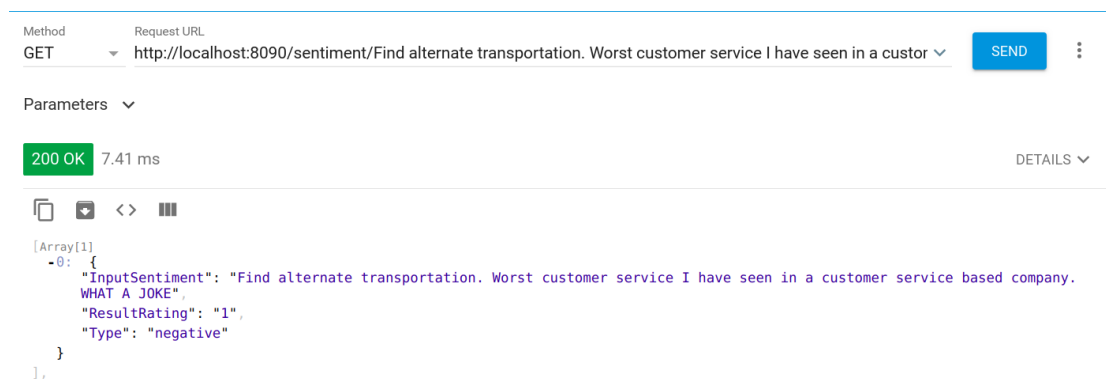 Method
Request URL
GET
http://localhost:8090/sentiment/Find alternate transportation. Worst customer service I have seen in a custor
SEND
Parameters
200 OK 7.41 ms
DETAILS
[Array[1]
-0: {
"InputSentiment": "Find alternate transportation. Worst customer service I have seen in a customer service based company.
WHAT A JOKE",
"ResultRating": "1",
"Type": "negative"
}
],